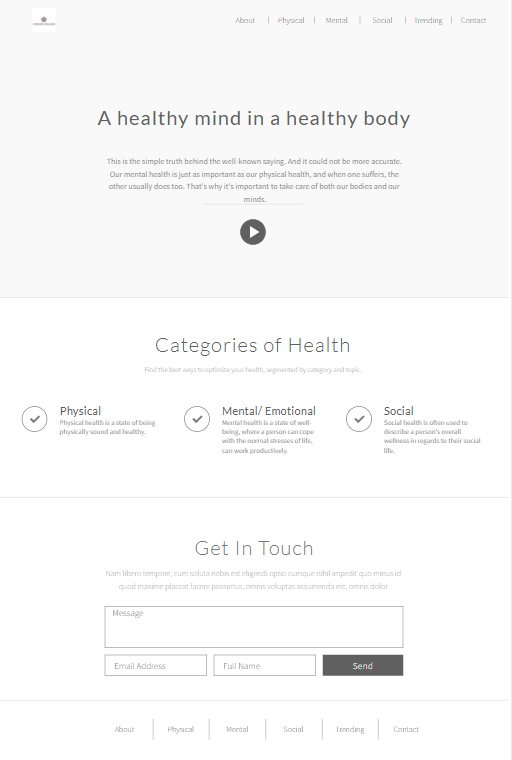 About | Physical | Mental | Social | Trending | Contact
A healthy mind in a healthy body
This is the simple truth behind the well-known saying. And it could not be more accurate.
Our mental health is just as important as our physical health, and when one suffers, the
other usually does too. That's why it's important to take care of both our bodies and our
minds.
Categories of Health
Find the best ways to optimize your health, segmented by category and topic.
Physical
Physical health is a state of being
physically sound and healthy.
Mental/ Emotional
Mental health is a state of well-
being, where a person can cope
with the normal stresses of life,
can work productively
Social
Social health is often used to
describe a person's overall
wellness in regards to their social
life.
Get In Touch
Nam libero tempore, cum soluta nobis est eligendi optio cumque nihil impedit quo minus id
quod maxime placeat facere possimus, omnis voluptas assumenda est, omnis dolor
Message
Email Address
Full Name
Send
About | Physical | Mental | Social | Trending | Contact